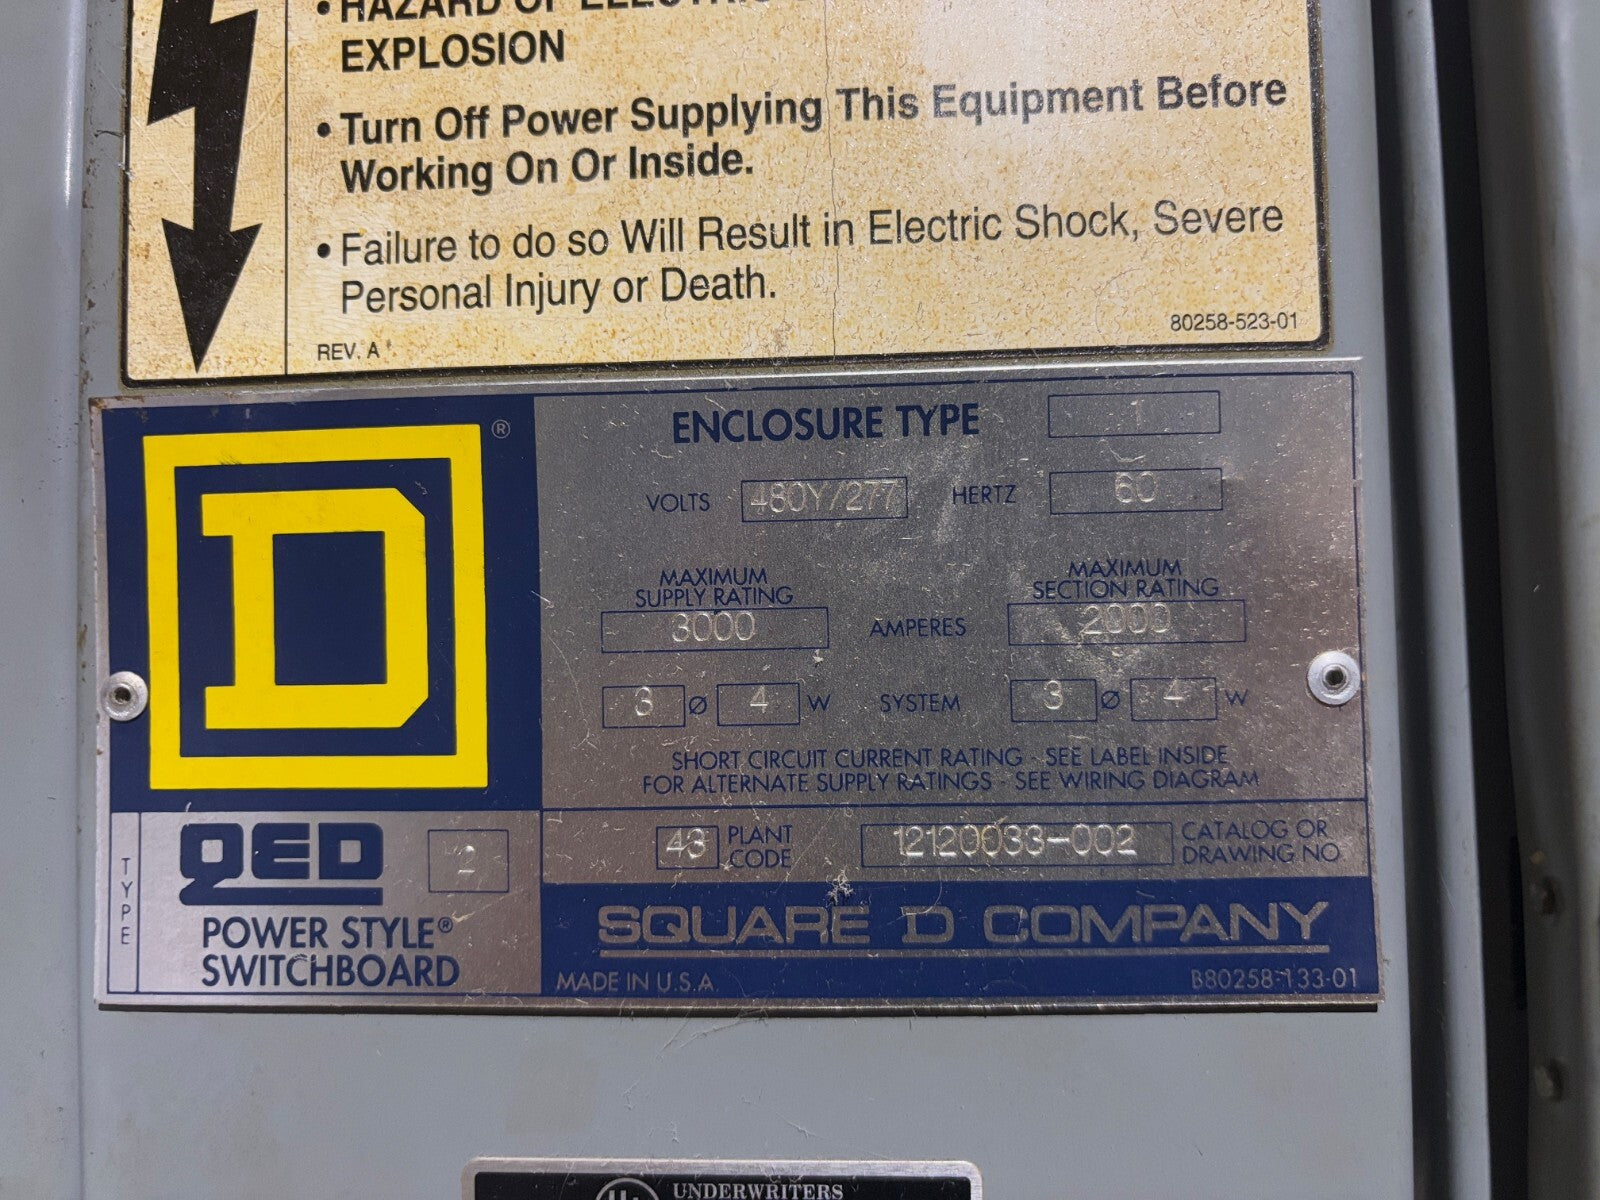 • HAZARD OF ELECTRIC
EXPLOSION
• Turn Off Power Supplying This Equipment Before
Working On Or Inside.
• Failure to do so Will Result in Electric Shock, Severe
Personal Injury or Death.
REV. A
80258-523-01
D ®
ENCLOSURE TYPE 1
VOLTS 480Y/277 HERTZ 60
MAXIMUM
SUPPLY RATING
MAXIMUM
SECTION RATING
3000 AMPERES 2000
3 Ø 4 W SYSTEM 3 Ø 4 W
SHORT CIRCUIT CURRENT RATING - SEE LABEL INSIDE
FOR ALTERNATE SUPPLY RATINGS - SEE WIRING DIAGRAM
TYPE
QED 2
POWER STYLE®
SWITCHBOARD
43 PLANT
CODE
12120033-002 CATALOG OR
DRAWING NO
SQUARE D COMPANY
MADE IN U.S.A.
B80258-133-01
UNDERWRITERS